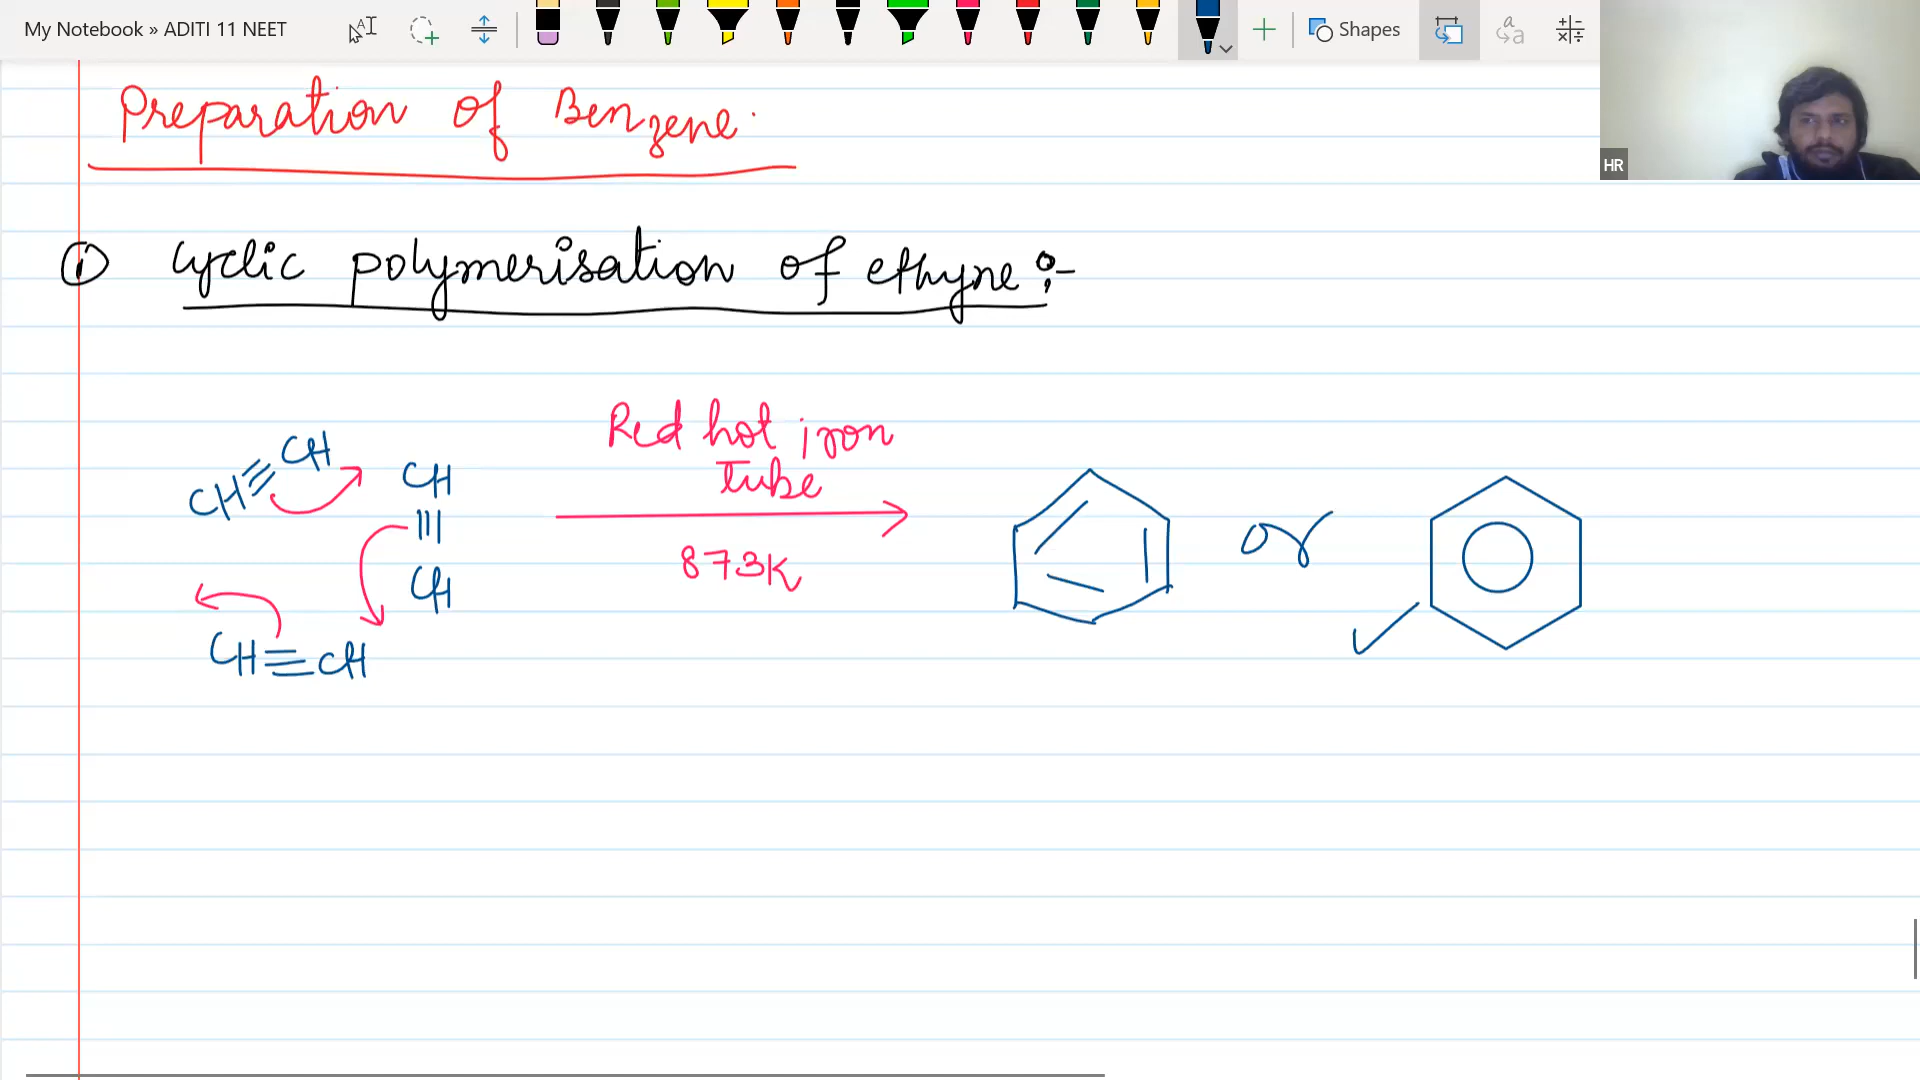 My Notebook » ADITI 11 NEET
Shapes
HR
Preparation of Benzene.
① Cyclic polymerisation of ethyne :-
CH≡CH
CH
|||
CH
CH≡CH
Red hot iron
tube
873K
or